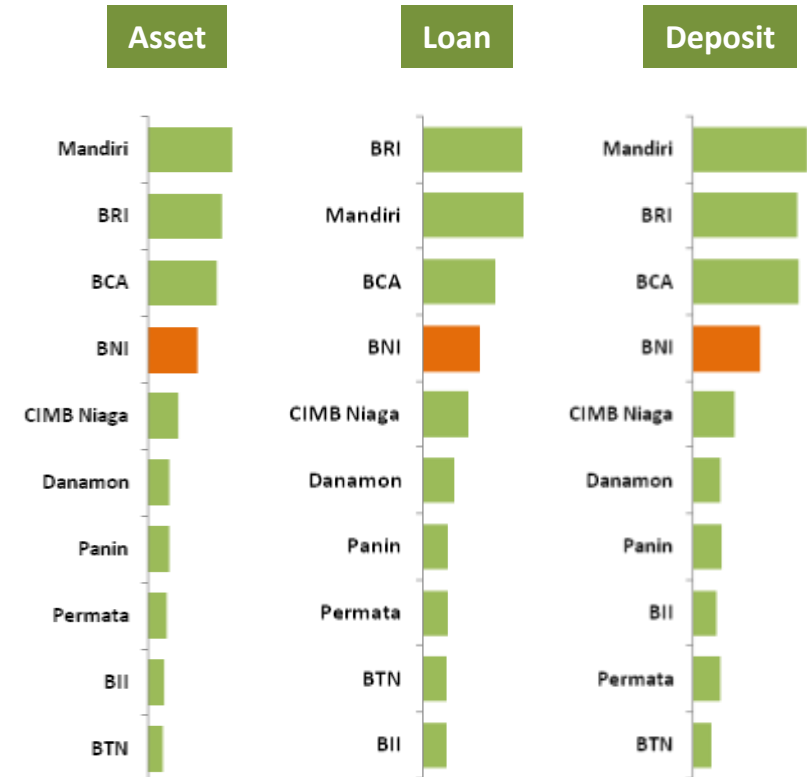 Asset
Loan
Deposit
Mandiri
BRI
BCA
BNI
CIMB Niaga
Danamon
Panin
Permata
BII
BTN
BRI
Mandiri
BCA
BNI
CIMB Niaga
Danamon
Panin
Permata
BTN
BII
Mandiri
BRI
BCA
BNI
CIMB Niaga
Danamon
Panin
BII
Permata
BTN